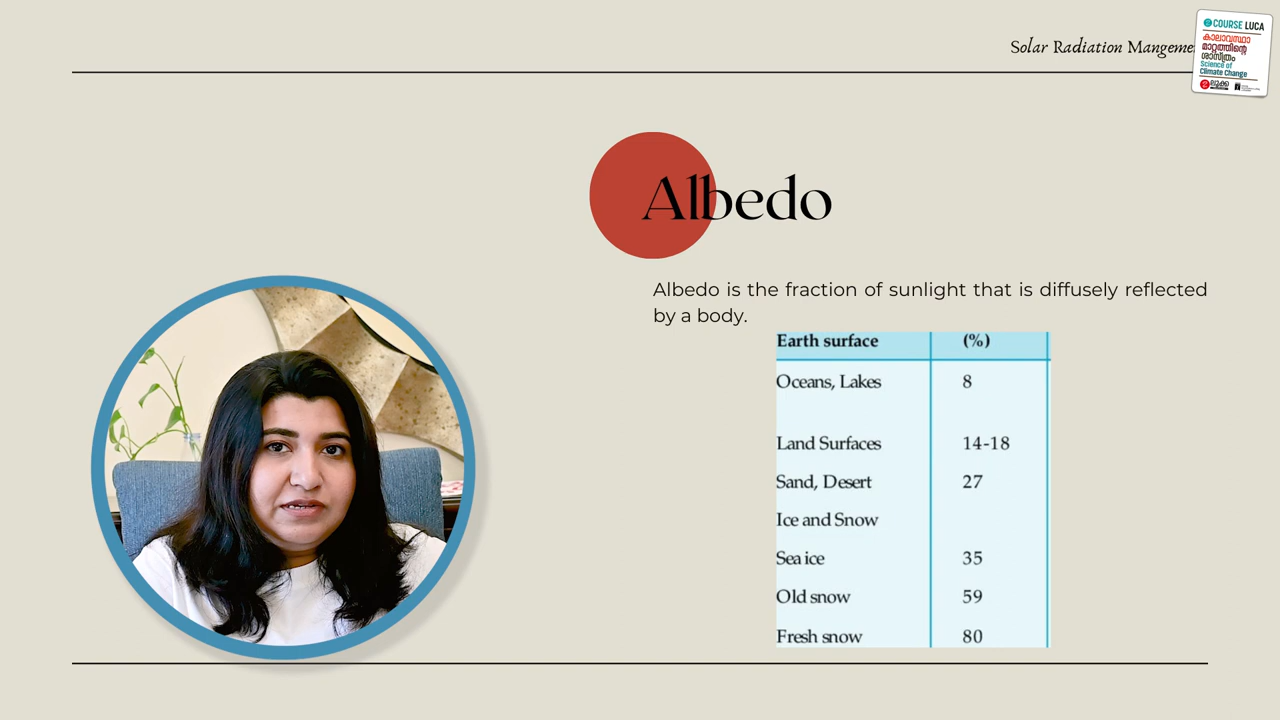 Solar Radiation Mangeme
COURSE LUCA
കാലാവസ്ഥാ
മാറ്റത്തിന്റെ
ശാസ്ത്രം
Science of
Climate Change
ലൂക്ക
Albedo
Albedo is the fraction of sunlight that is diffusely reflected
by a body.
Earth surface (%)
Oceans, Lakes 8
Land Surfaces 14-18
Sand, Desert 27
Ice and Snow
Sea ice 35
Old snow 59
Fresh snow 80